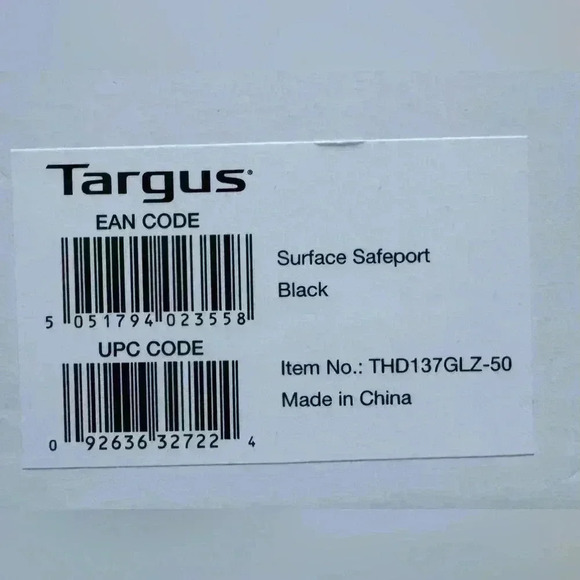 Targus
EAN CODE
5 051794 023558
UPC CODE
0 92636 32722 4
Surface Safeport
Black
Item No.: THD137GLZ-50
Made in China